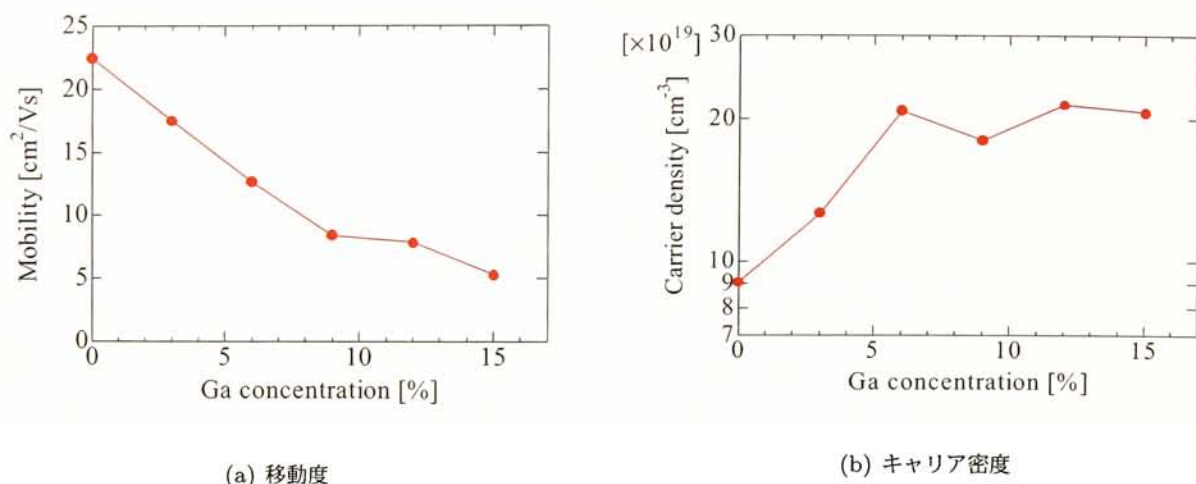 25
20
15
10
5
0
Mobility [cm²/Vs]
0 5 10 15
Ga concentration [%]
(a) 移動度
[×10¹⁹]
30
20
10
9
8
7
Carrier density [cm⁻³]
0 5 10 15
Ga concentration [%]
(b) キャリア密度